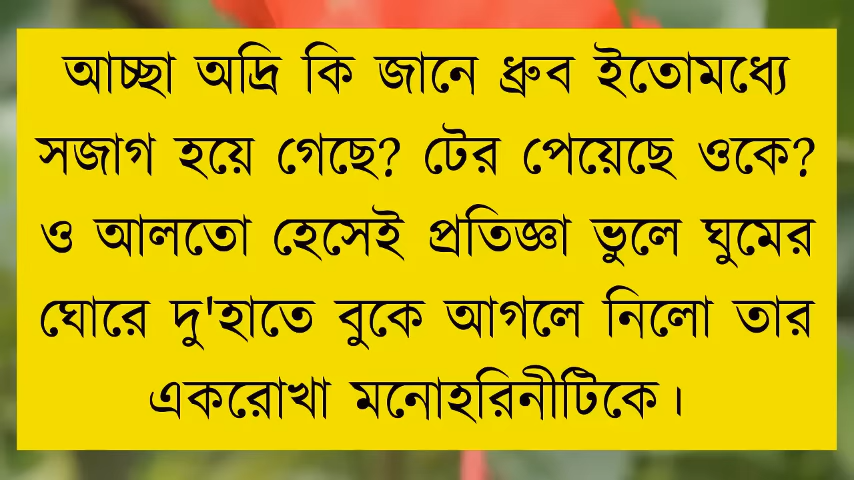 আচ্ছা অদ্রি কি জানে ধ্রুব ইতোমধ্যে
সজাগ হয়ে গেছে? টের পেয়েছে ওকে?
ও আলতো হেসেই প্রতিজ্ঞা ভুলে ঘুমের
ঘোরে দু'হাতে বুকে আগলে নিলো তার
একরোখা মনোহরিনীটিকে।